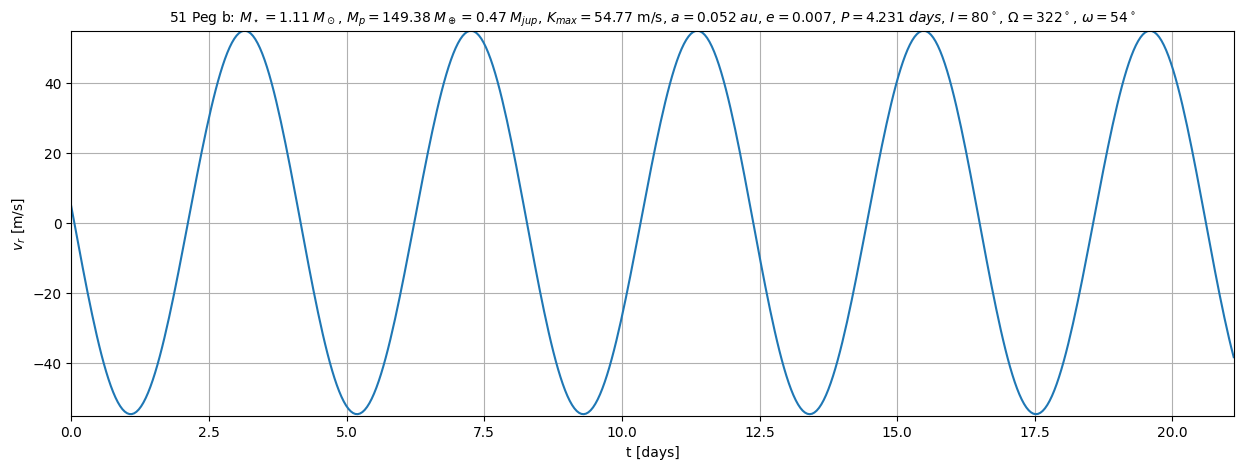 51 Peg b: M⋆ = 1.11 M⊙, Mp = 149.38 M⊕ = 0.47 Mjup, Kmax = 54.77 m/s, a = 0.052 au, e = 0.007, P = 4.231 days, I = 80°, Ω = 322°, ω = 54°
40
20
0
−20
−40
vr [m/s]
0.0 2.5 5.0 7.5 10.0 12.5 15.0 17.5 20.0
t [days]